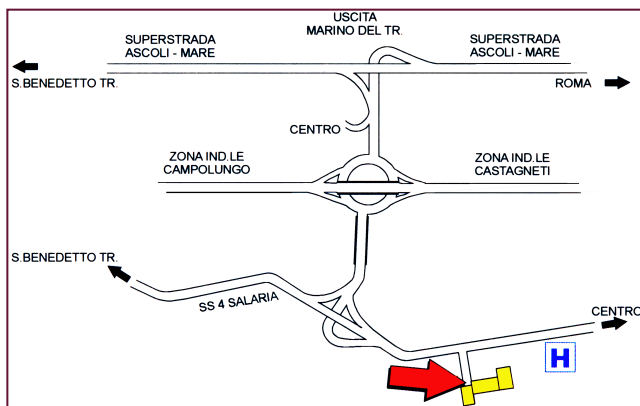 USCITA
MARINO DEL TR.
SUPERSTRADA
ASCOLI - MARE
SUPERSTRADA
ASCOLI - MARE
S.BENEDETTO TR.
ROMA
CENTRO
ZONA IND.LE
CAMPOLUNGO
ZONA IND.LE
CASTAGNETI
S.BENEDETTO TR.
SS 4 SALARIA
CENTRO
H